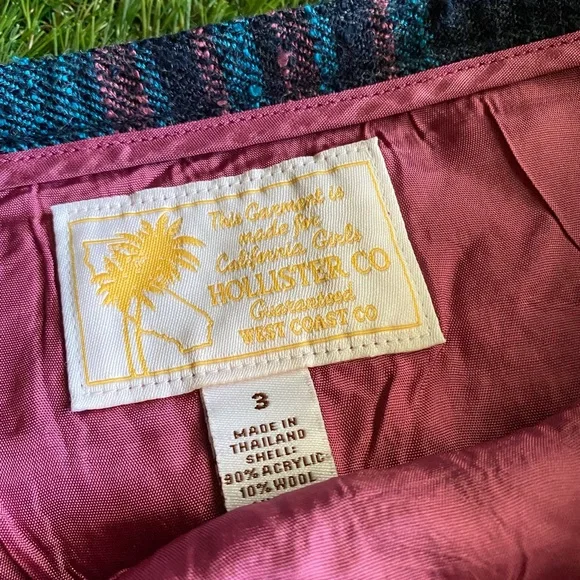 This Garment is
made for
California Girls
HOLLISTER CO
Guaranteed
WEST COAST CO
3
MADE IN
THAILAND
SHELL:
90% ACRYLIC
10% WOOL